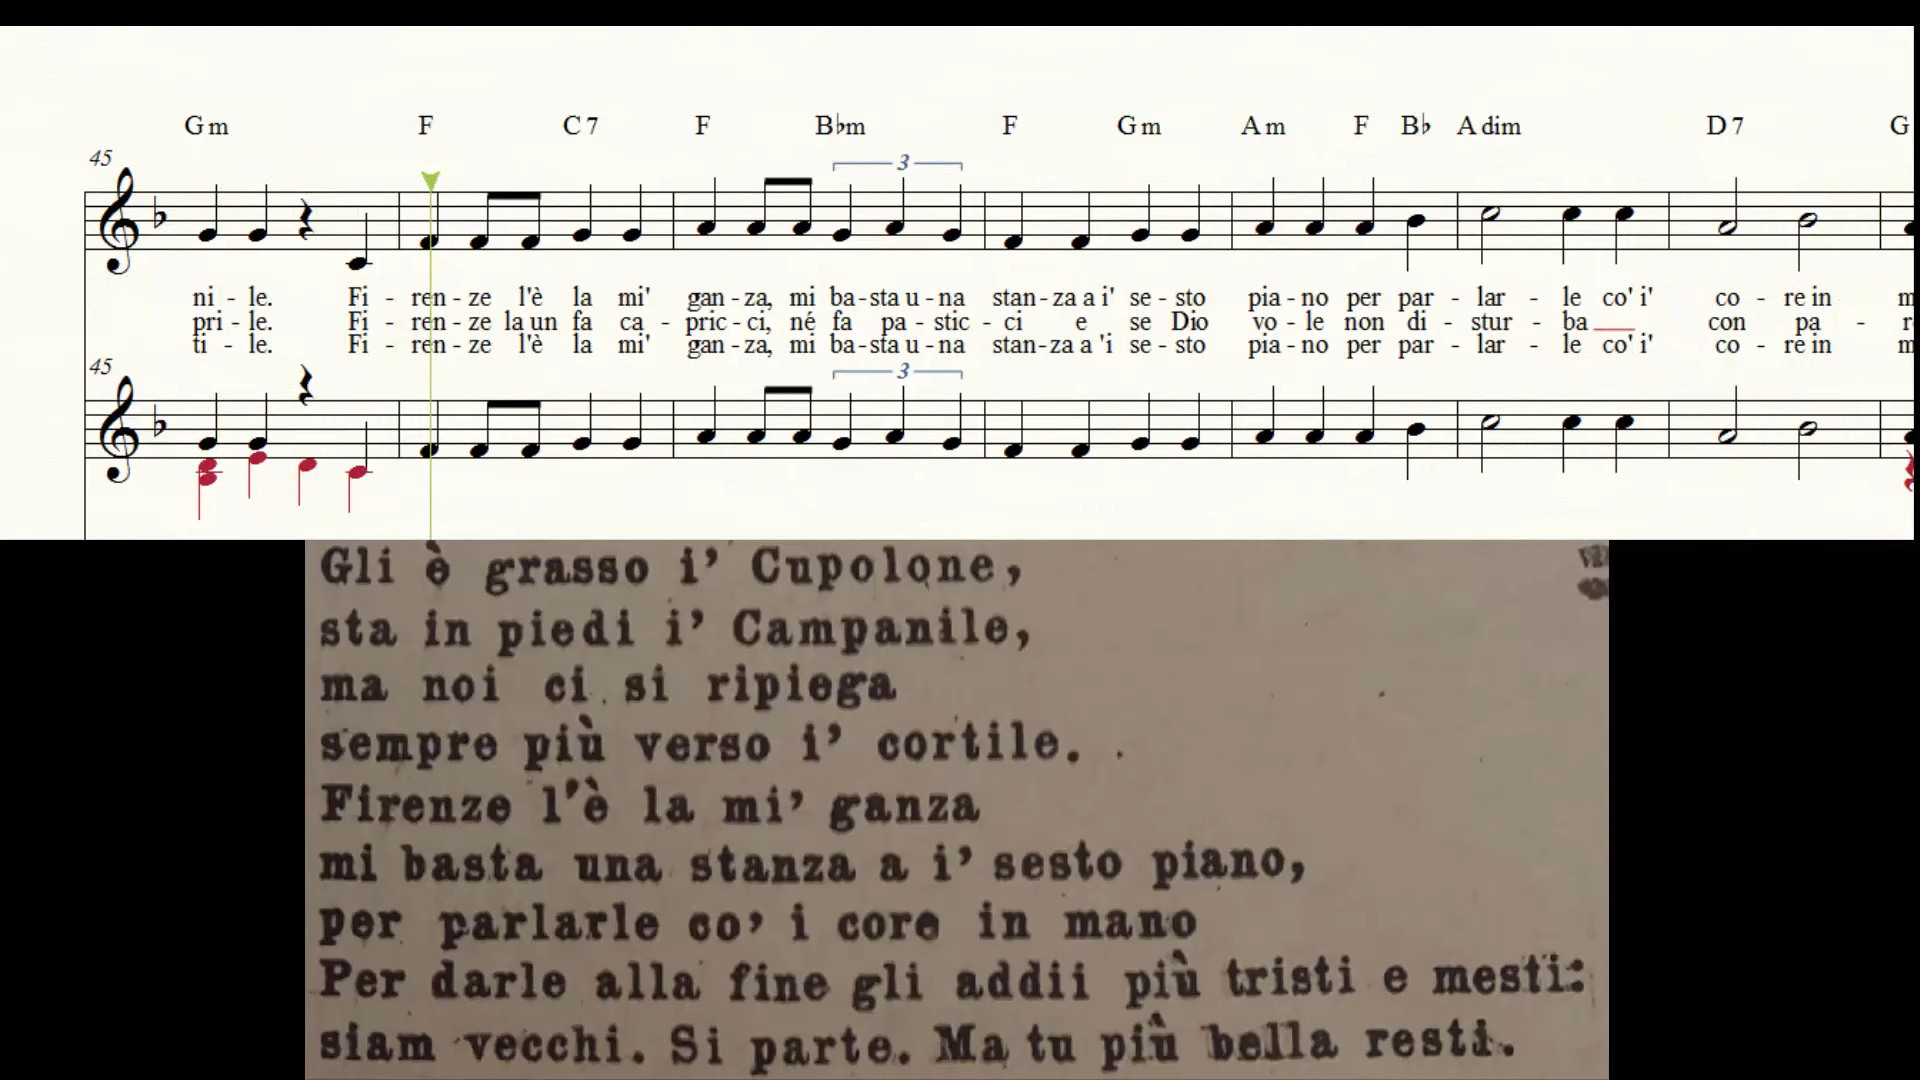 Gm F C7 F B♭m F Gm Am F B♭ Adim D7 G
45
3
ni - le. Fi - ren - ze l'è la mi' gan - za, mi ba - sta u - na stan - za a i' se - sto pia - no per par - lar - le co' i' co - re in m
pri - le. Fi - ren - ze la un fa ca - pric - ci, né fa pa - stic - ci e se Dio vo - le non di - stur - ba con pa - r
ti - le. Fi - ren - ze l'è la mi' gan - za, mi ba - sta u - na stan - za a 'i se - sto pia - no per par - lar - le co' i' co - re in m
45
3
Gli è grasso i' Cupolone,
sta in piedi i' Campanile,
ma noi ci si ripiega
sempre più verso i' cortile.
Firenze l'è la mi' ganza
mi basta una stanza a i' sesto piano,
per parlarle co' i core in mano
Per darle alla fine gli addii più tristi e mesti:
siam vecchi. Si parte. Ma tu più bella resti.